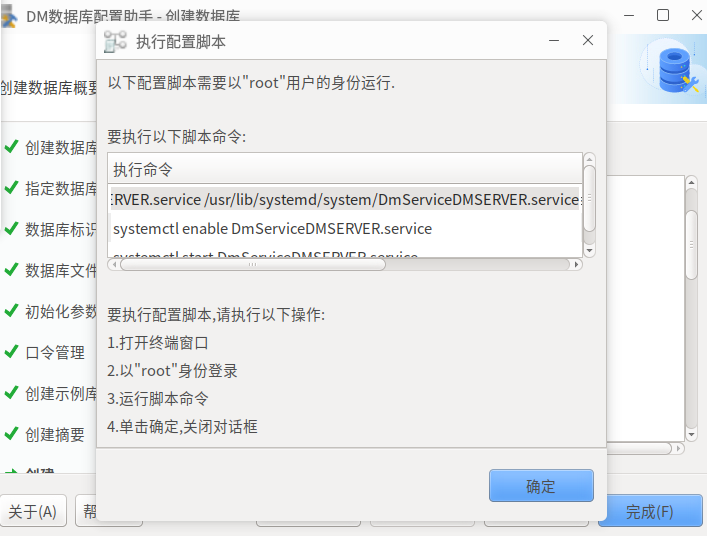 DM数据库配置助手 - 创建数据库
执行配置脚本
以下配置脚本需要以"root"用户的身份运行.
创建数据库概要
要执行以下脚本命令:
执行命令
ERVER.service /usr/lib/systemd/system/DmServiceDMSERVER.service
systemctl enable DmServiceDMSERVER.service
systemctl start DmServiceDMSERVER.service
创建数据库
指定数据库
数据库标识
数据库文件
初始化参数
口令管理
创建示例库
创建摘要
创建
要执行配置脚本,请执行以下操作:
1.打开终端窗口
2.以"root"身份登录
3.运行脚本命令
4.单击确定,关闭对话框
确定
关于(A)
帮
完成(F)